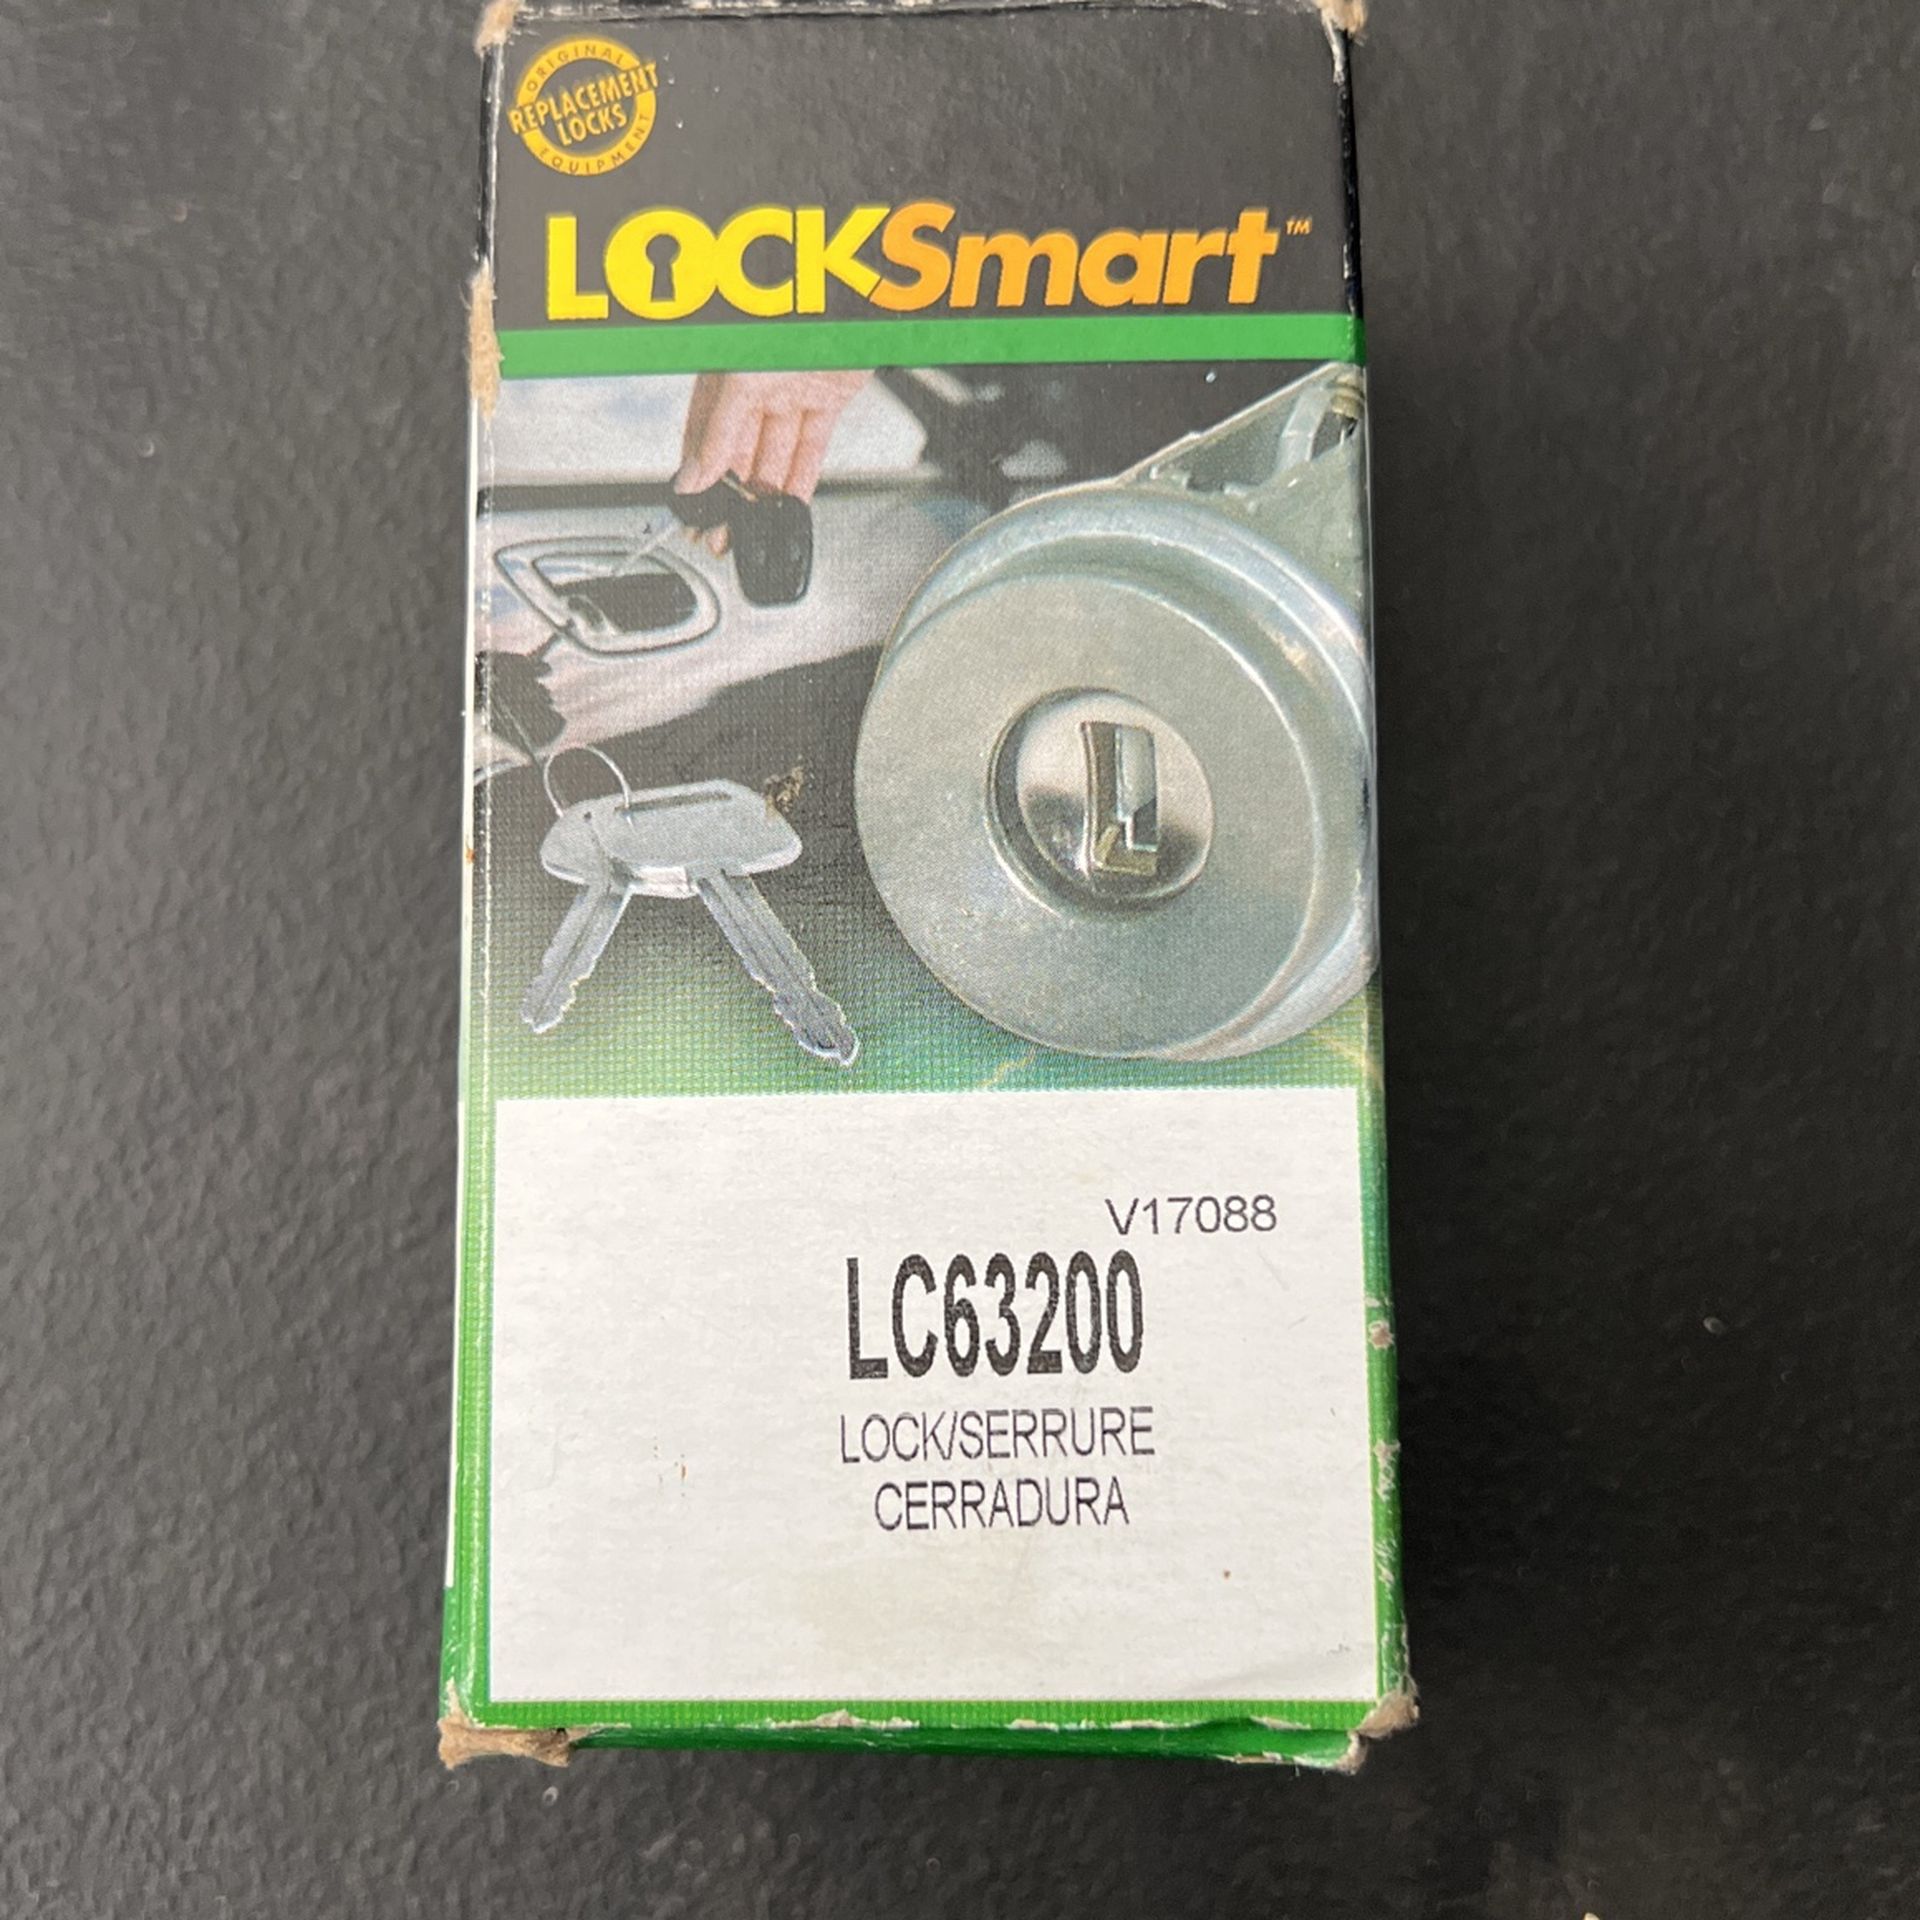 ORIGINAL
REPLACEMENT
LOCKS
EQUIPMENT
LOCKSmart™
V17088
LC63200
LOCK/SERRURE
CERRADURA